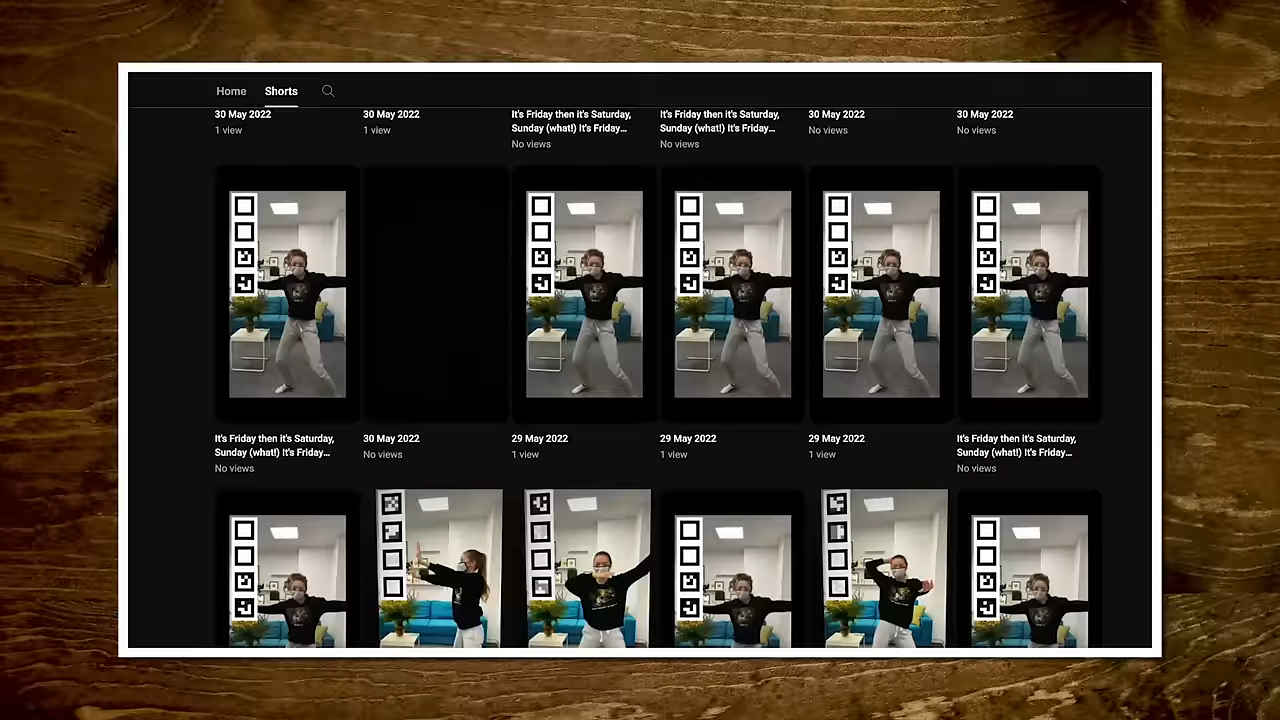 Home Shorts
30 May 2022 30 May 2022 It's Friday then it's Saturday, It's Friday then it's Saturday, 30 May 2022 30 May 2022
1 view 1 view Sunday (what!) It's Friday... Sunday (what!) It's Friday... No views No views
No views No views
It's Friday then it's Saturday, 30 May 2022 29 May 2022 29 May 2022 29 May 2022 It's Friday then it's Saturday,
Sunday (what!) It's Friday... No views 1 view 1 view 1 view Sunday (what!) It's Friday...
No views No views